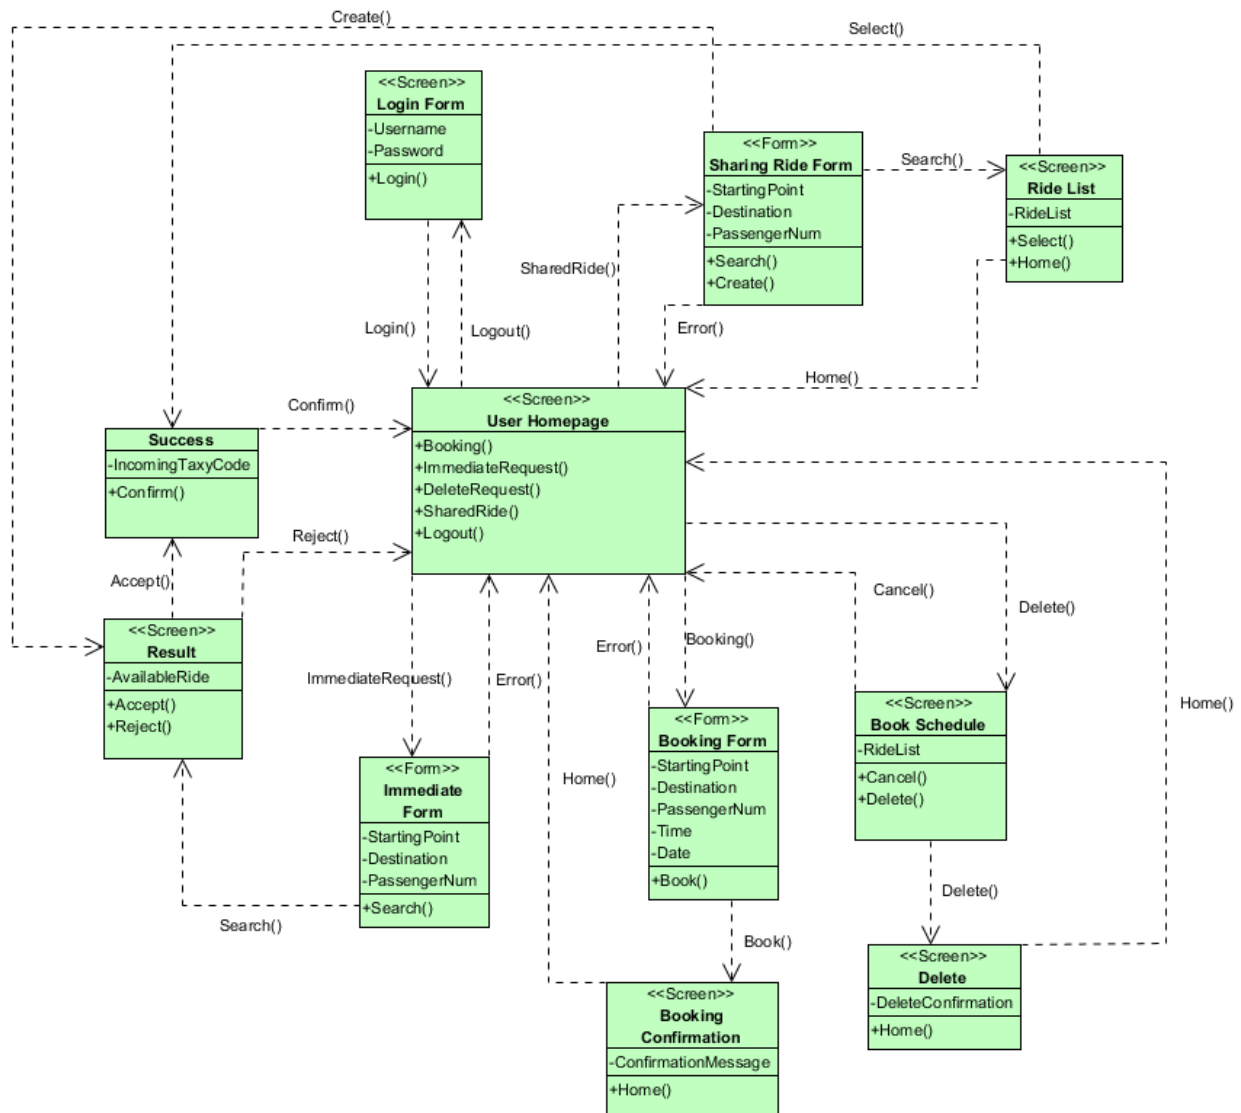 Create()
Select()
<<Screen>>
Login Form
-Username
-Password
+Login()
<<Form>>
Sharing Ride Form
-StartingPoint
-Destination
-PassengerNum
+Search()
+Create()
Search()
<<Screen>>
Ride List
-RideList
+Select()
+Home()
SharedRide()
Login()
Logout()
Error()
Home()
<<Screen>>
User Homepage
+Booking()
+ImmediateRequest()
+DeleteRequest()
+SharedRide()
+Logout()
Confirm()
Success
-IncomingTaxyCode
+Confirm()
Reject()
Accept()
<<Screen>>
Result
-AvailableRide
+Accept()
+Reject()
Cancel()
Delete()
Error()
Booking()
ImmediateRequest()
Error()
Home()
<<Form>>
Booking Form
-StartingPoint
-Destination
-PassengerNum
-Time
-Date
+Book()
<<Screen>>
Book Schedule
-RideList
+Cancel()
+Delete()
Home()
<<Form>>
Immediate
Form
-StartingPoint
-Destination
-PassengerNum
+Search()
Search()
Book()
Delete()
<<Screen>>
Delete
-DeleteConfirmation
+Home()
<<Screen>>
Booking
Confirmation
-ConfirmationMessage
+Home()